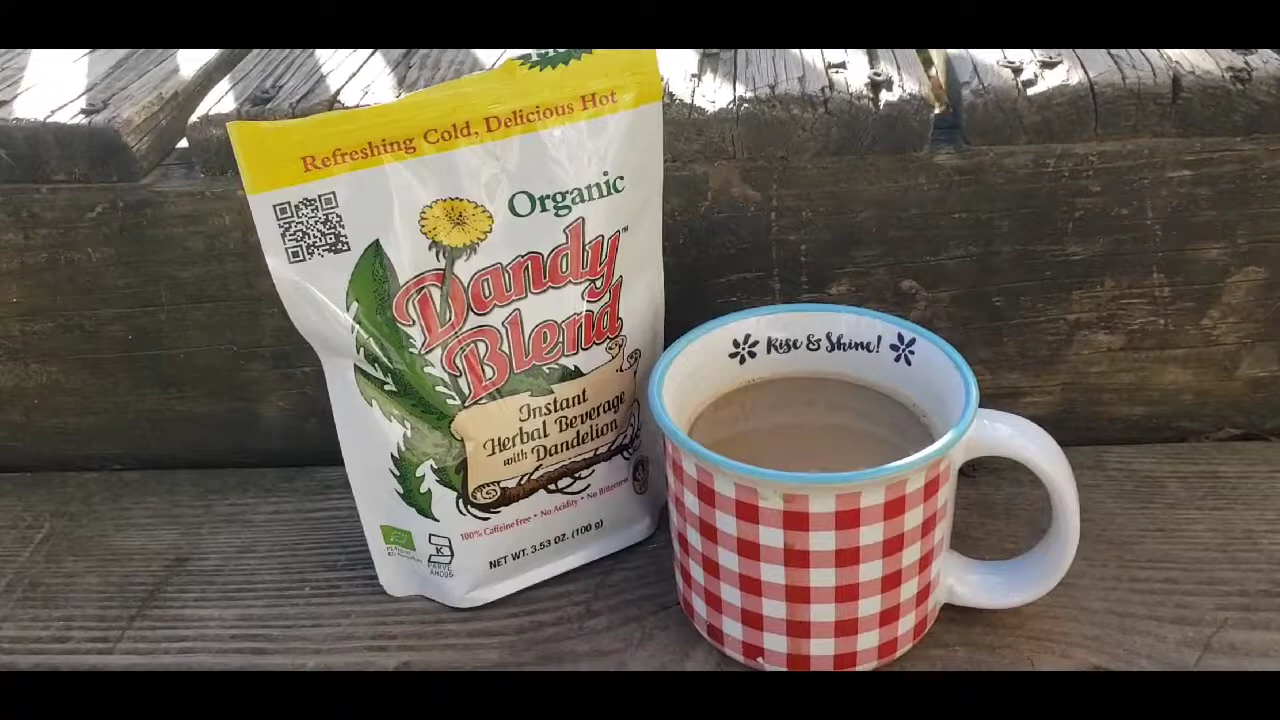 Refreshing Cold, Delicious Hot
Organic
Dandy™
Blend
Instant
Herbal Beverage
with Dandelion
100% Caffeine Free • No Acidity • No Bitterness
NET WT. 3.53 OZ. (100 g)
K
PARVE
Rise & Shine!